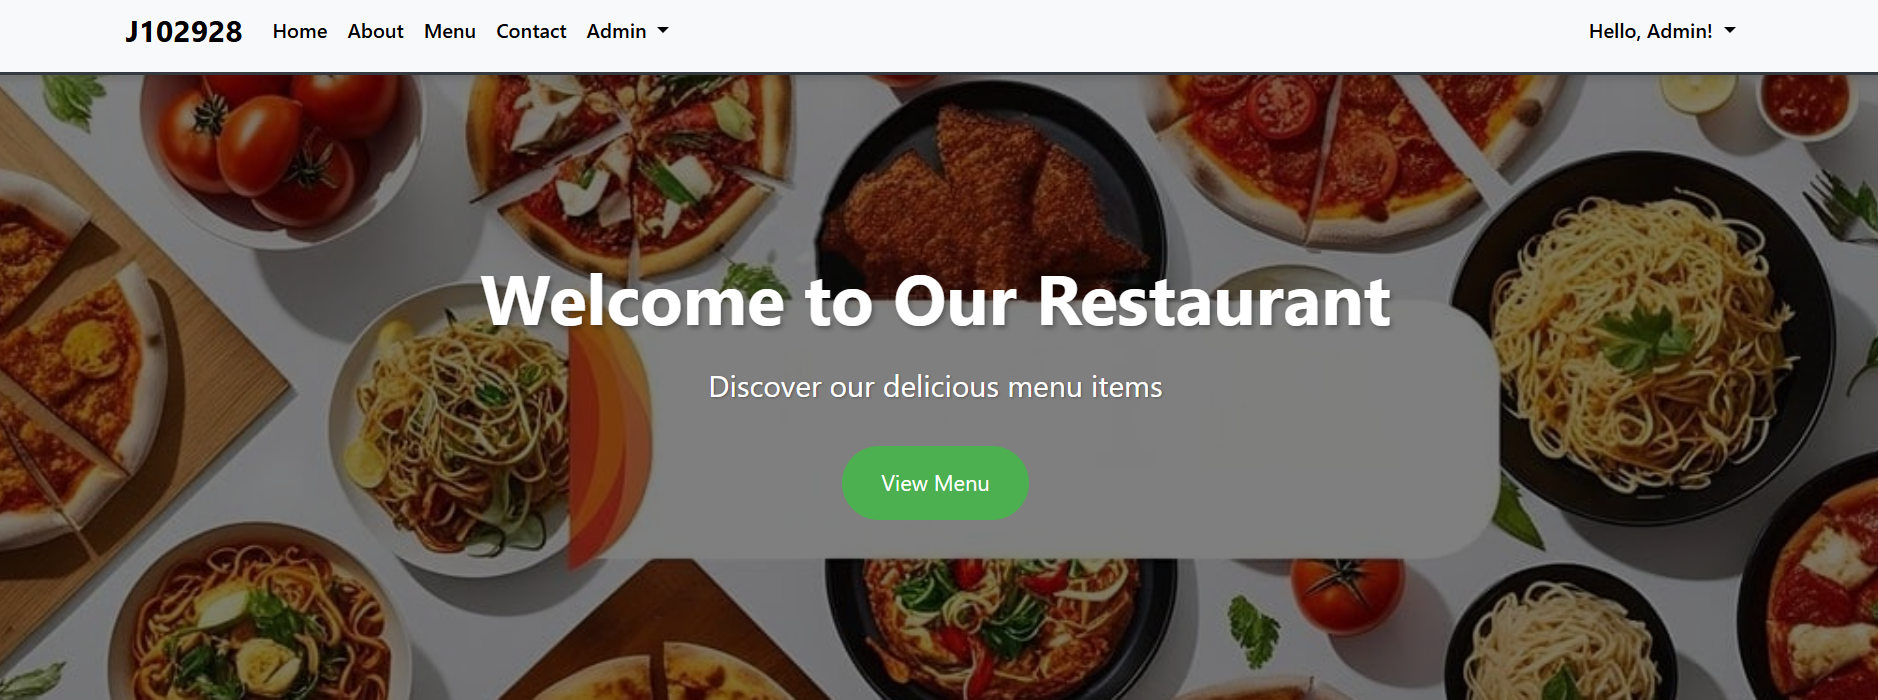 J102928 Home About Menu Contact Admin Hello, Admin!
Welcome to Our Restaurant
Discover our delicious menu items
View Menu